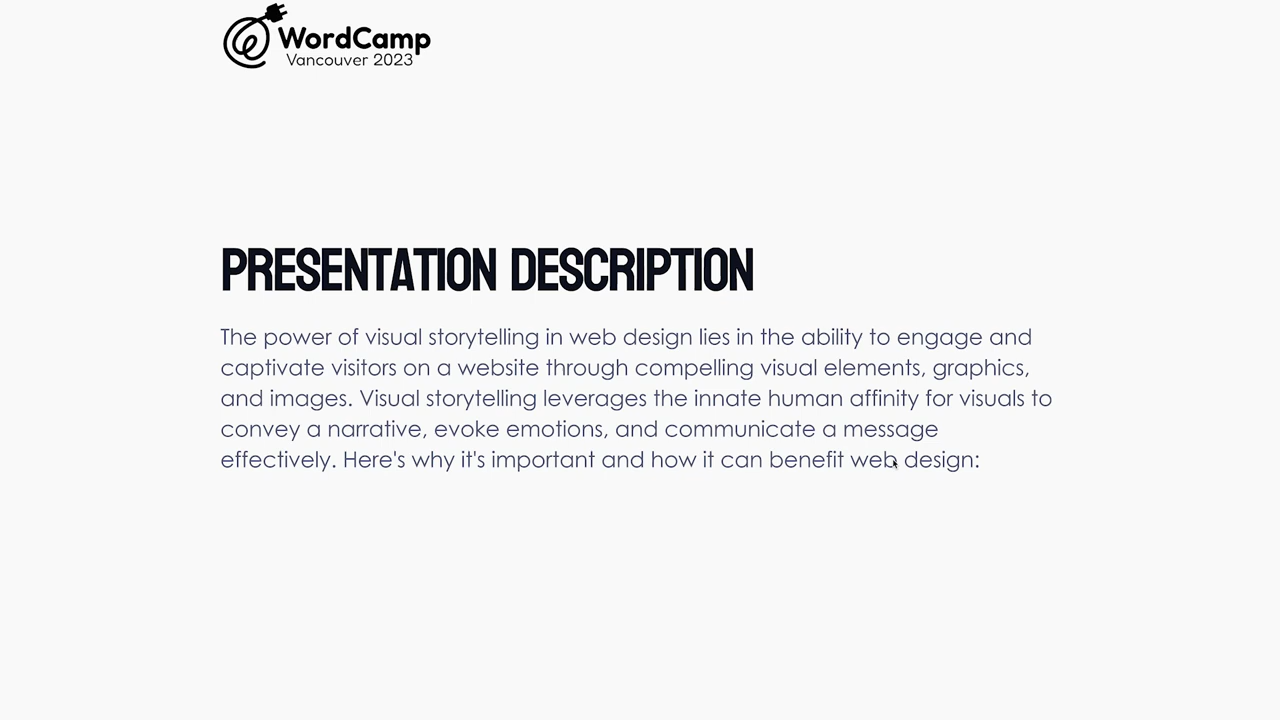 WordCamp
Vancouver 2023
PRESENTATION DESCRIPTION
The power of visual storytelling in web design lies in the ability to engage and
captivate visitors on a website through compelling visual elements, graphics,
and images. Visual storytelling leverages the innate human affinity for visuals to
convey a narrative, evoke emotions, and communicate a message
effectively. Here's why it's important and how it can benefit web design: